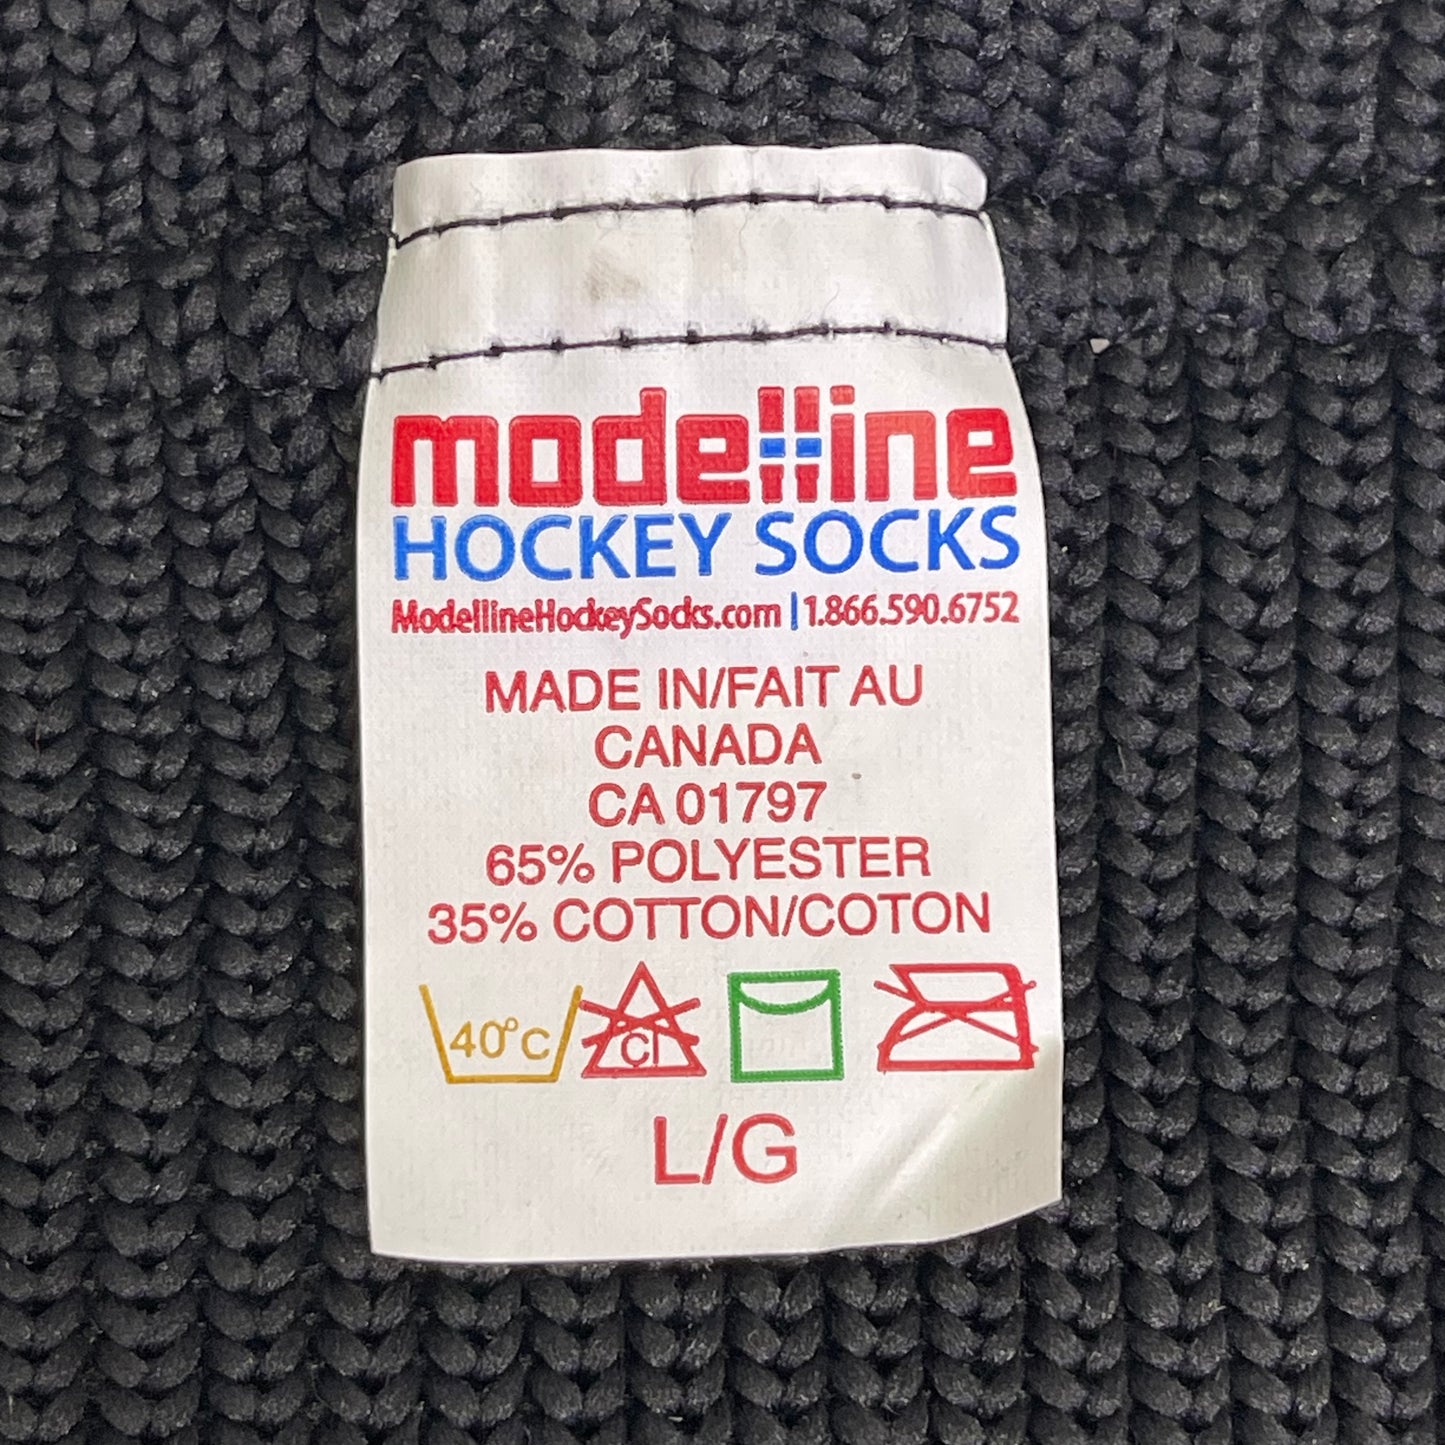 modelline
HOCKEY SOCKS
ModellineHockeySocks.com | 1.866.590.6752
MADE IN/FAIT AU
CANADA
CA 01797
65% POLYESTER
35% COTTON/COTON
40°C Cl
L/G